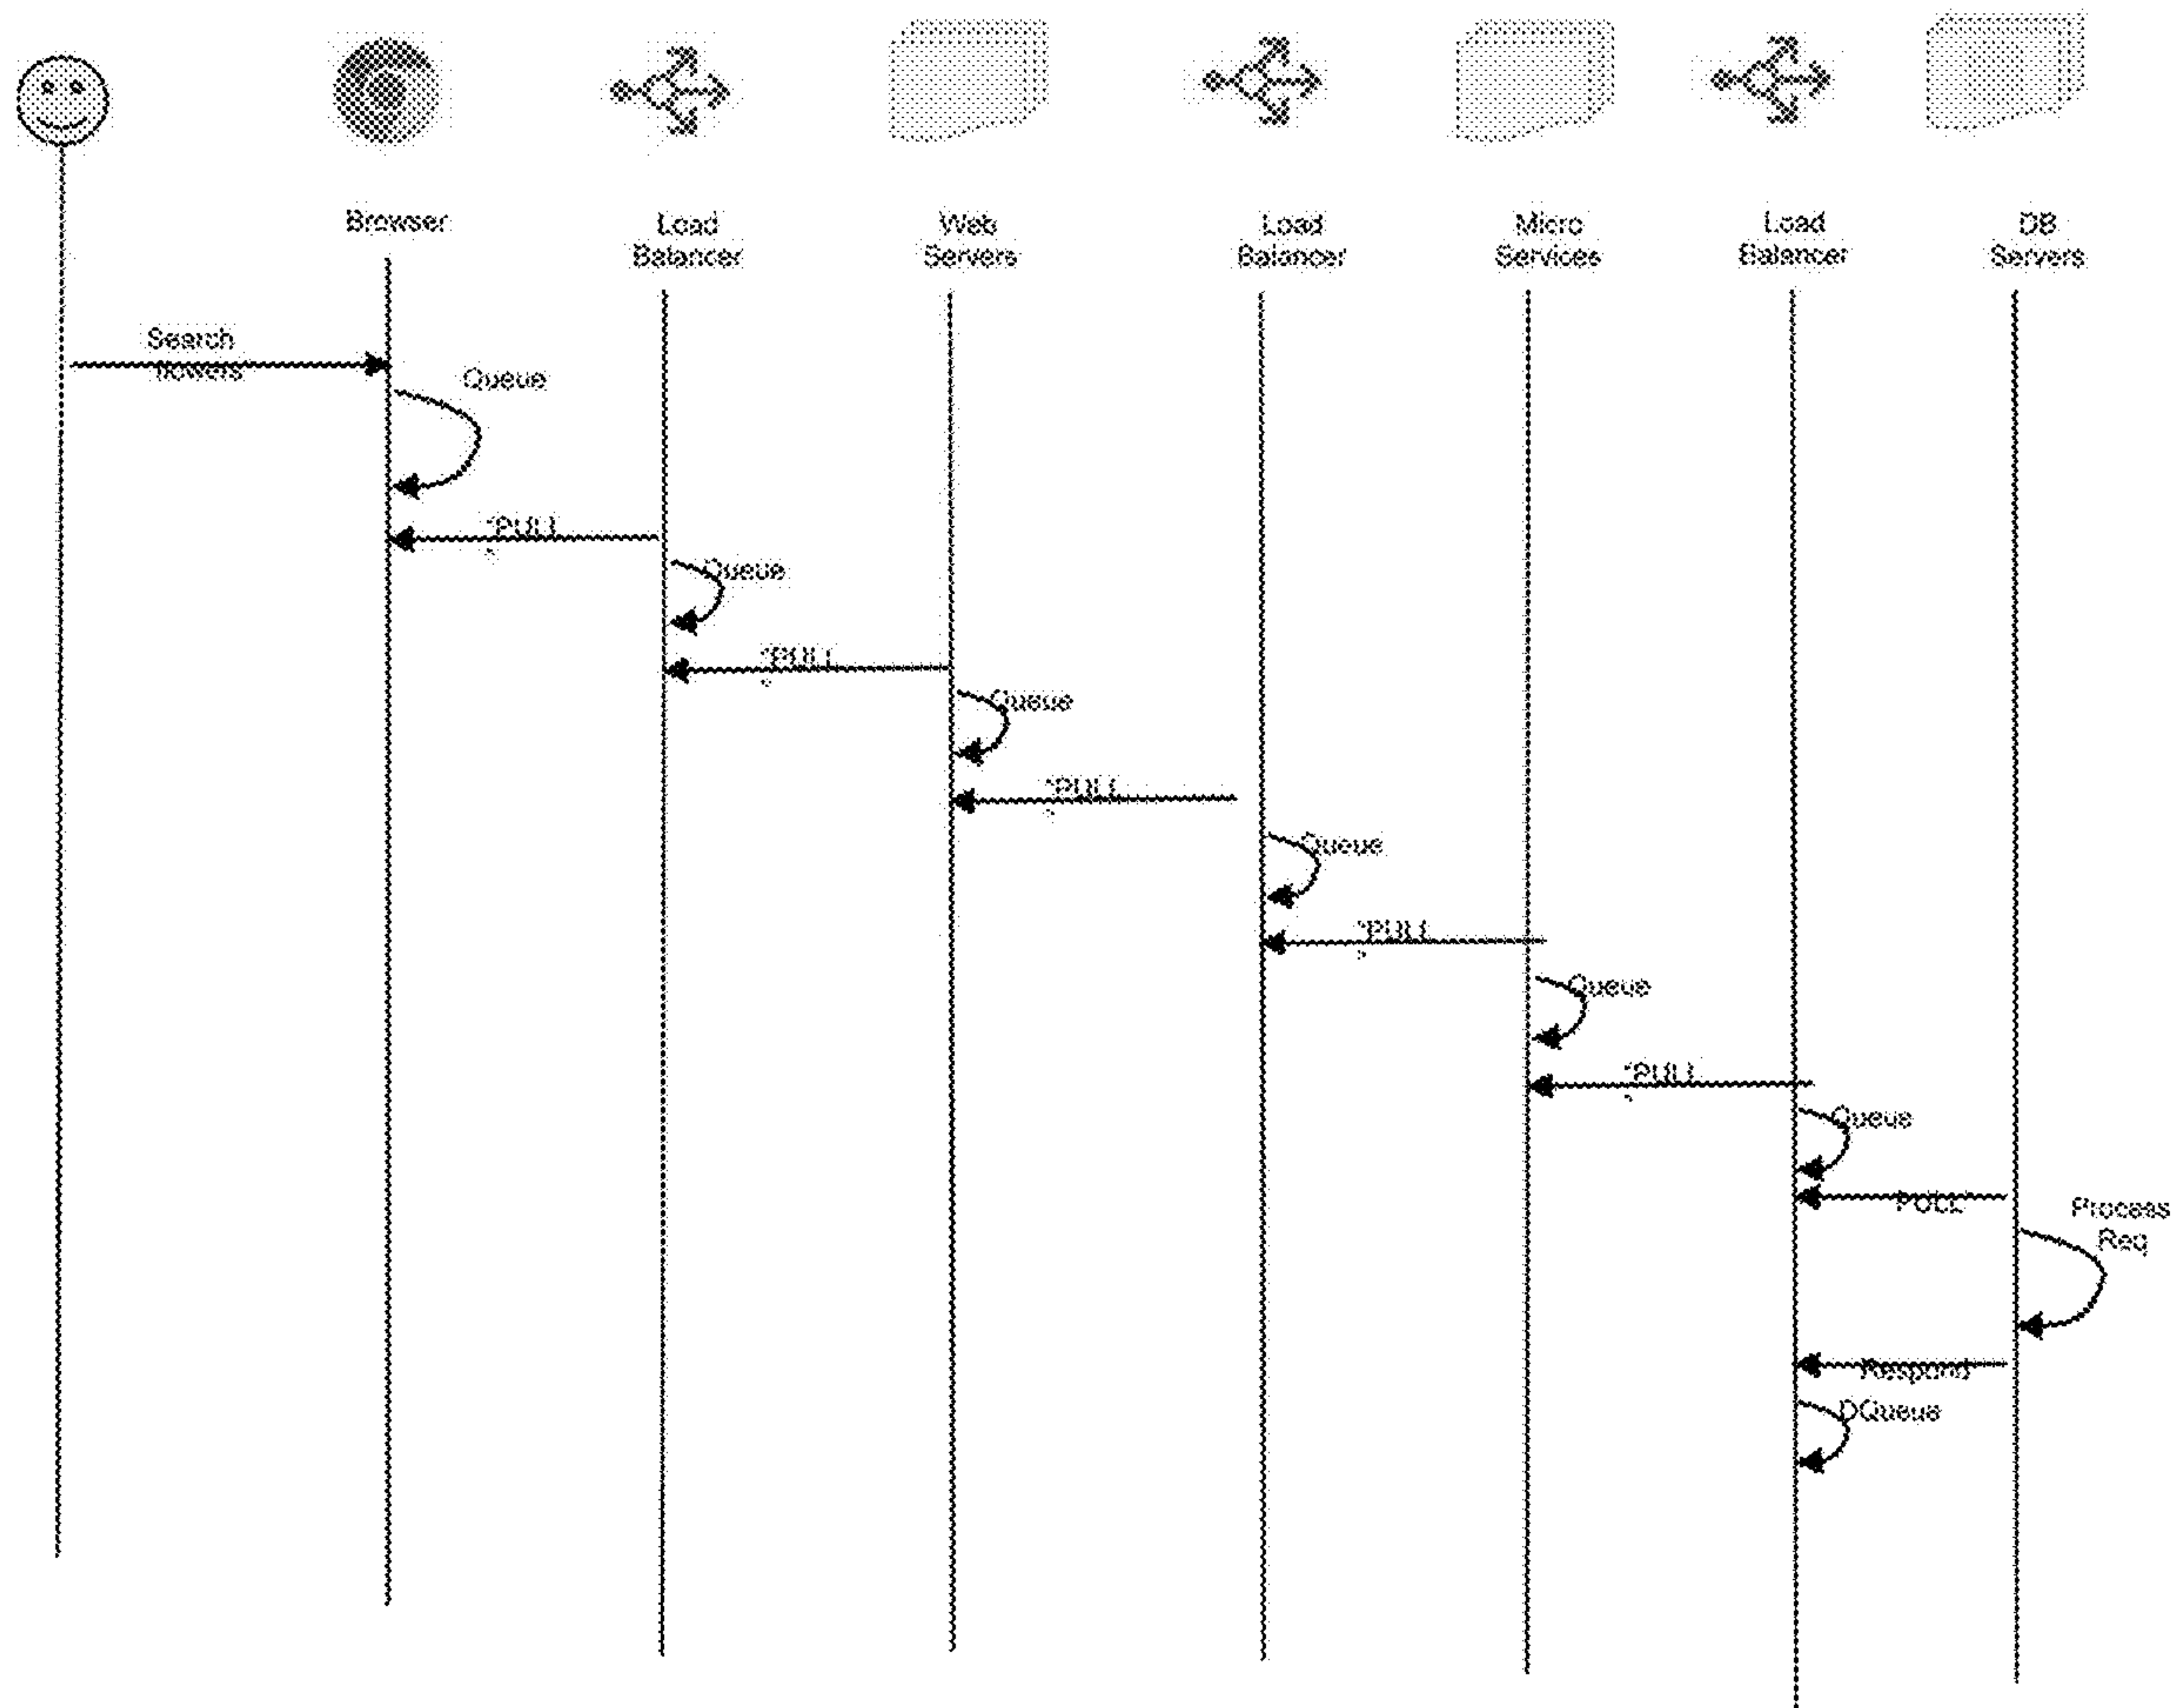 Browser
Load
Balancer
Web
Servers
Load
Balancer
Micro
Services
Load
Balancer
DB
Servers
Search
flowers
Queue
"PULL
"
Queue
"PULL
"
Queue
"PULL
"
Queue
"PULL
"
Queue
"PULL
"
Queue
PULL
Process
Req
Respond
DQueue